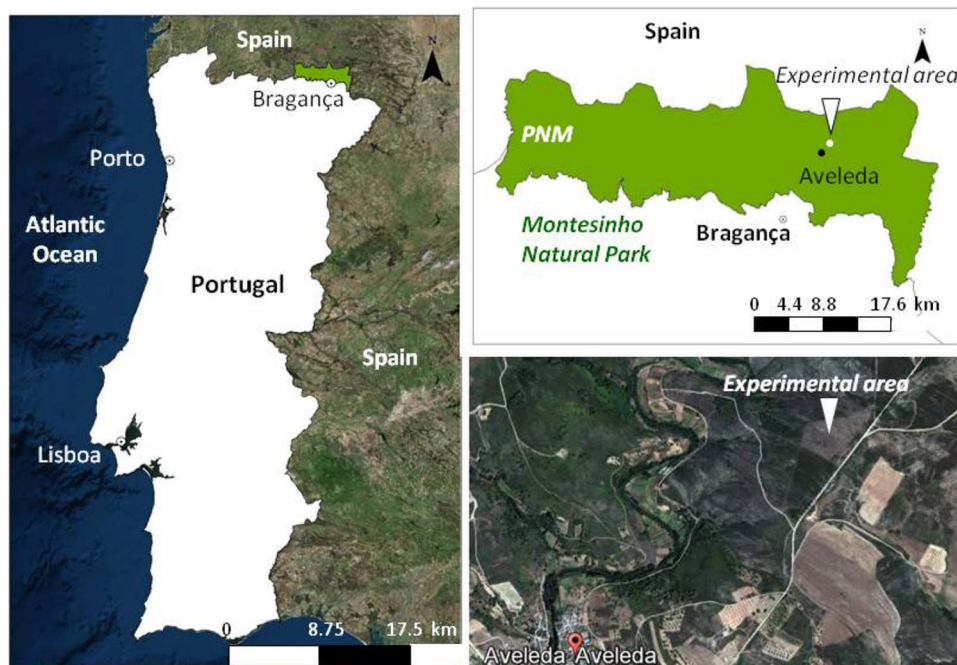 Spain
Bragança
Porto
Atlantic
Ocean
Portugal
Spain
Lisboa
0 8.75 17.5 km
N
Spain
N
Experimental area
PNM
Aveleda
Montesinho
Natural Park
Bragança
0 4.4 8.8 17.6 km
Experimental area
Aveleda Aveleda